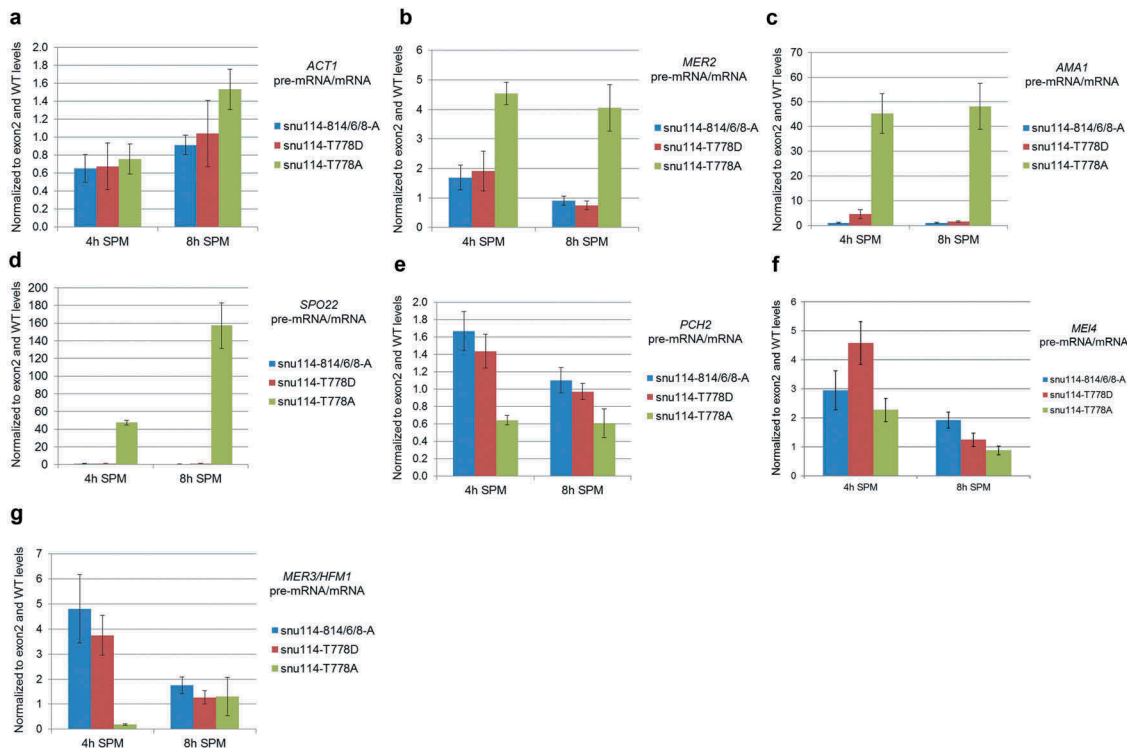 a
Normalized to exon2 and WT levels
2.0
1.8
1.6
1.4
1.2
1.0
0.8
0.6
0.4
0.2
0.0
4h SPM
8h SPM
ACT1
pre-mRNA/mRNA
snu114-814/6/8-A
snu114-T778D
snu114-T778A
b
Normalized to exon2 and WT levels
6
5
4
3
2
1
0
4h SPM
8h SPM
MER2
pre-mRNA/mRNA
snu114-814/6/8-A
snu114-T778D
snu114-T778A
c
Normalized to exon2 and WT levels
70
60
50
40
30
20
10
0
4h SPM
8h SPM
AMA1
pre-mRNA/mRNA
snu114-814/6/8-A
snu114-T778D
snu114-T778A
d
Normalized to exon2 and WT levels
200
180
160
140
120
100
80
60
40
20
0
4h SPM
8h SPM
SPO22
pre-mRNA/mRNA
snu114-814/6/8-A
snu114-T778D
snu114-T778A
e
Normalized to exon2 and WT levels
2.0
1.8
1.6
1.4
1.2
1.0
0.8
0.6
0.4
0.2
0.0
4h SPM
8h SPM
PCH2
pre-mRNA/mRNA
snu114-814/6/8-A
snu114-T778D
snu114-T778A
f
Normalized to exon2 and WT levels
6
5
4
3
2
1
0
4h SPM
8h SPM
MEI4
pre-mRNA/mRNA
snu114-814/6/8-A
snu114-T778D
snu114-T778A
g
Normalized to exon2 and WT levels
7
6
5
4
3
2
1
0
4h SPM
8h SPM
MER3/HFM1
pre-mRNA/mRNA
snu114-814/6/8-A
snu114-T778D
snu114-T778A